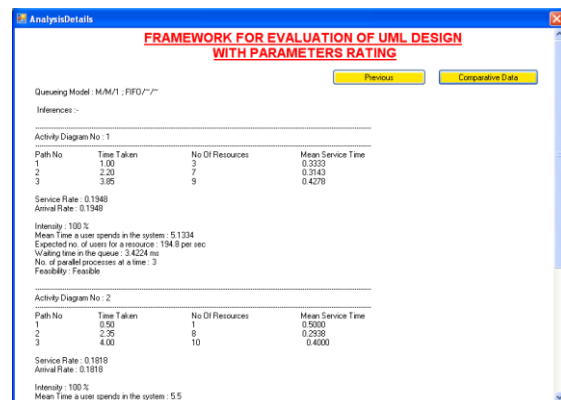 AnalysisDetails
FRAMEWORK FOR EVALUATION OF UML DESIGN
WITH PARAMETERS RATING
Previous Comparative Data
Queueing Model : M/M/1 ; FIFO/~/~
Inferences :-
Activity Diagram No : 1
Path No Time Taken No Of Resources Mean Service Time
1 1.00 3 0.3333
2 2.20 7 0.3143
3 3.85 9 0.4278
Service Rate : 0.1948
Arrival Rate : 0.1948
Intensity : 100 %
Mean Time a user spends in the system : 5.1334
Expected no. of users for a resource : 194.8 per sec
Waiting time in the queue : 3.4224 ms
No. of parallel processes at a time : 3
Feasibility : Feasible
Activity Diagram No : 2
Path No Time Taken No Of Resources Mean Service Time
1 0.50 1 0.5000
2 2.35 8 0.2938
3 4.00 10 0.4000
Service Rate : 0.1818
Arrival Rate : 0.1818
Intensity : 100 %
Mean Time a user spends in the system : 5.5